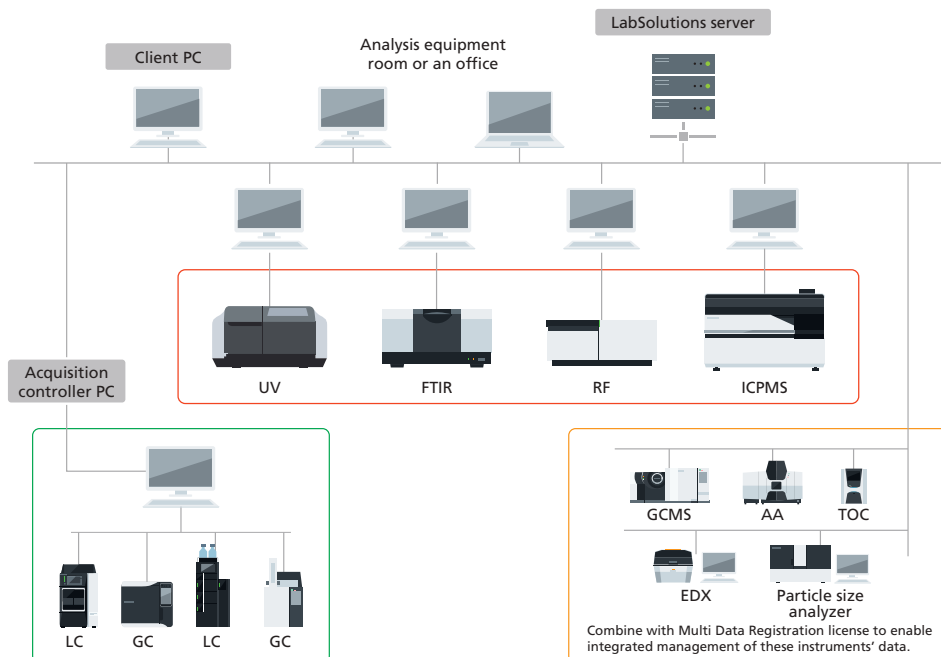 LabSolutions server
Client PC
Analysis equipment
room or an office
UV
FTIR
RF
ICPMS
Acquisition
controller PC
GCMS
AA
TOC
EDX
Particle size
analyzer
LC
GC
LC
GC
Combine with Multi Data Registration license to enable
integrated management of these instruments’ data.